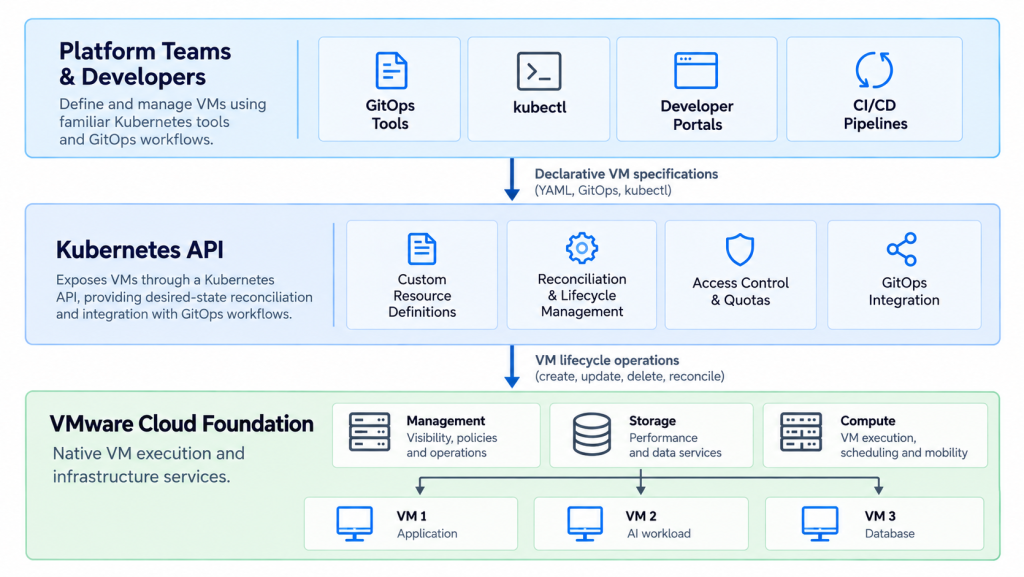 Platform Teams
& Developers
Define and manage VMs using
familiar Kubernetes tools
and GitOps workflows.
GitOps
Tools
kubectl
Developer
Portals
CI/CD
Pipelines
Declarative VM specifications
(YAML, GitOps, kubectl)
Kubernetes API
Exposes VMs through a Kubernetes
API, providing desired-state reconciliation
and integration with GitOps workflows.
Custom
Resource
Definitions
Reconciliation
& Lifecycle
Management
Access Control
& Quotas
GitOps
Integration
VM lifecycle operations
(create, update, delete, reconcile)
VMware Cloud Foundation
Native VM execution and
infrastructure services.
Management
Visibility, policies
and operations
Storage
Performance
and data services
Compute
VM execution,
scheduling and mobility
VM 1
Application
VM 2
AI workload
VM 3
Database